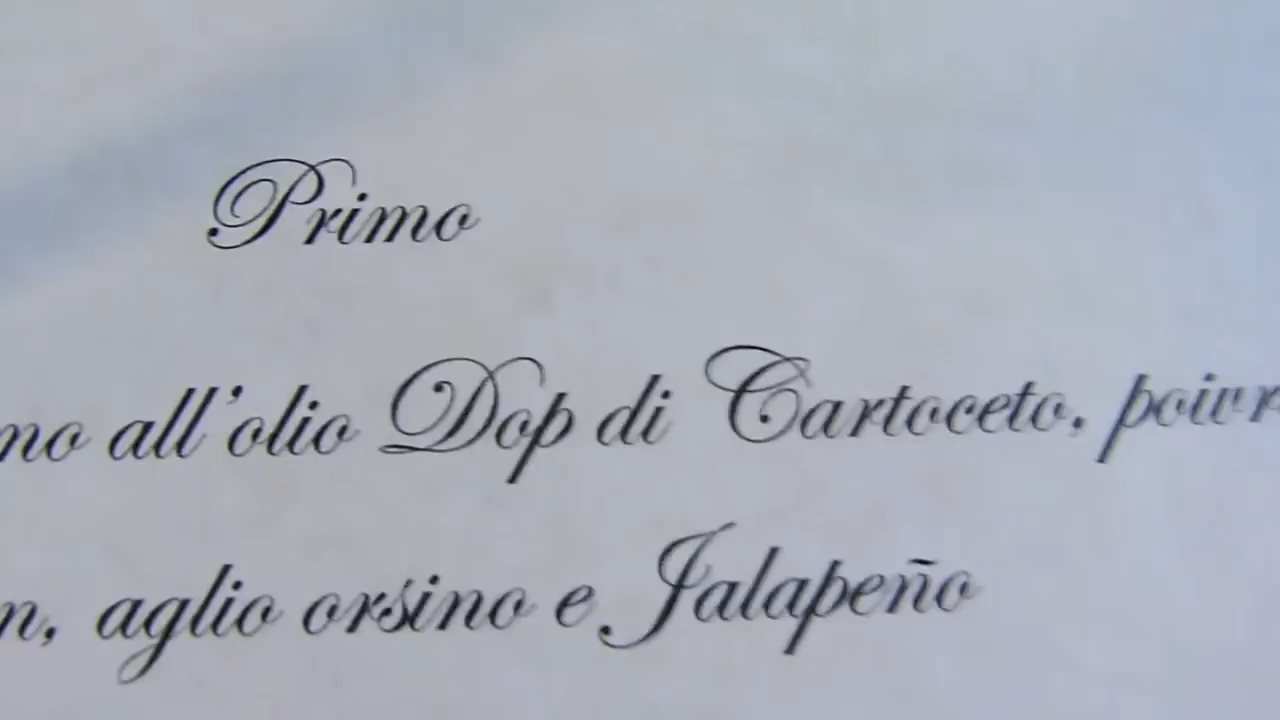 Primo
no all'olio Dop di Cartoceto, poivr
n, aglio orsino e Jalapeño